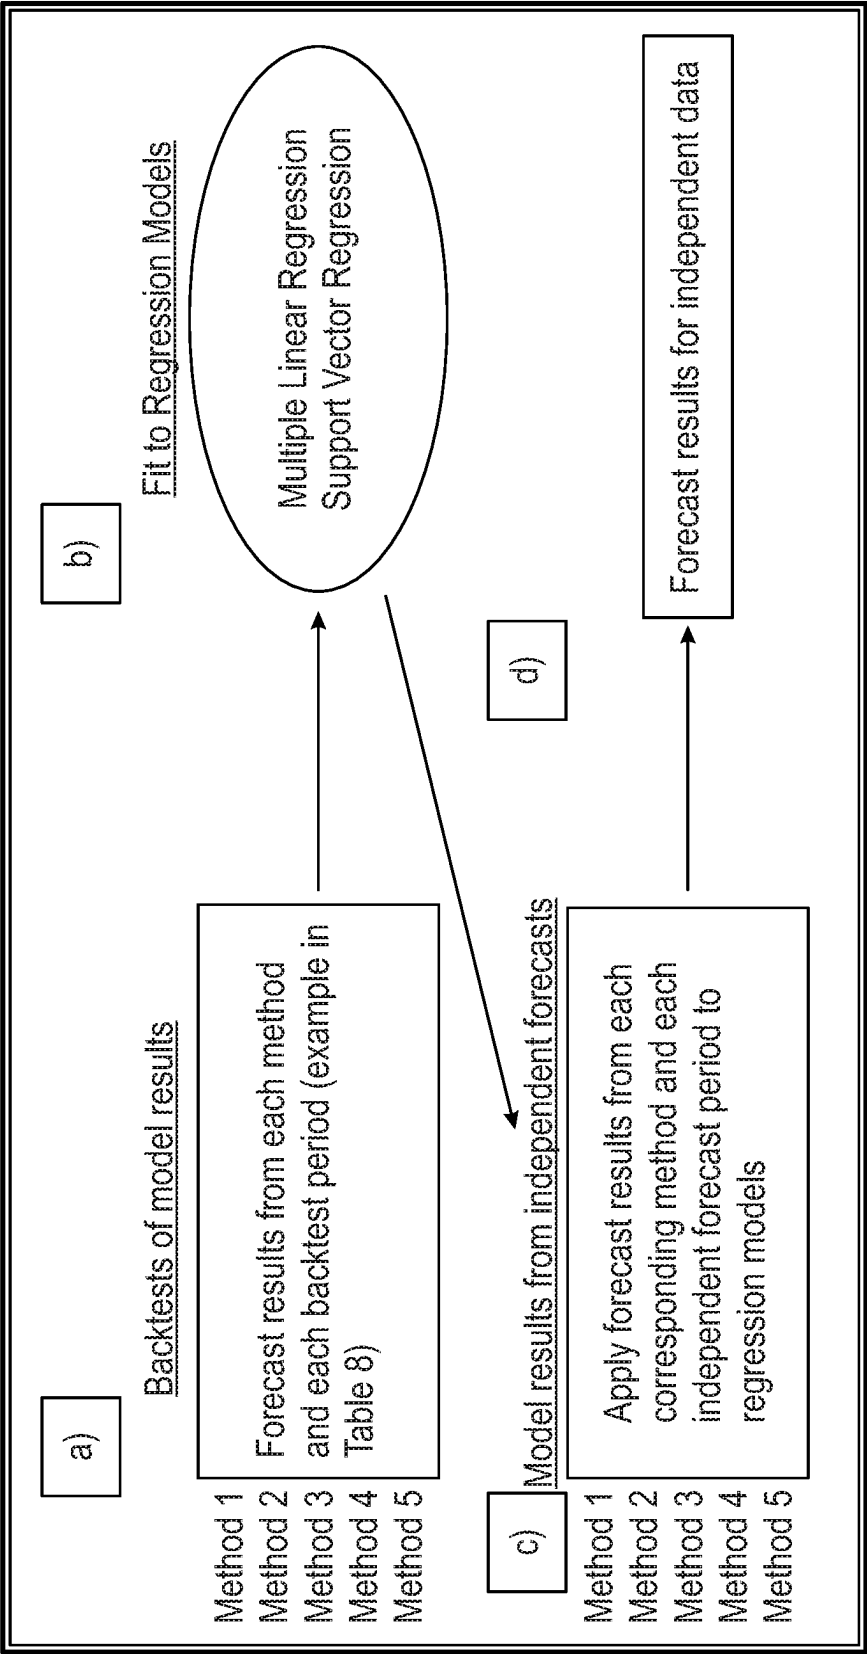 a)
Backtests of model results
Method 1
Method 2
Method 3
Method 4
Method 5
Forecast results from each method
and each backtest period (example in
Table 8)
b)
Fit to Regression Models
Multiple Linear Regression
Support Vector Regression
c)
Model results from independent forecasts
Method 1
Method 2
Method 3
Method 4
Method 5
Apply forecast results from each
corresponding method and each
independent forecast period to
regression models
d)
Forecast results for independent data